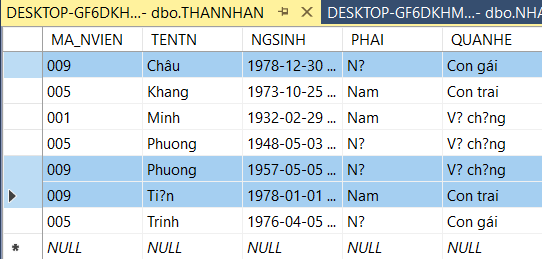 DESKTOP-GF6DKH...- dbo.THANNHAN DESKTOP-GF6DKHM...- dbo.NHA
MA_NVIEN TENTN NGSINH PHAI QUANHE
009 Châu 1978-12-30 ... N? Con gái
005 Khang 1973-10-25 ... Nam Con trai
001 Minh 1932-02-29 ... Nam V? ch?ng
005 Phuong 1948-05-03 ... N? V? ch?ng
009 Phuong 1957-05-05 ... N? V? ch?ng
009 Ti?n 1978-01-01 ... Nam Con trai
005 Trinh 1976-04-05 ... N? Con gái
NULL NULL NULL NULL NULL